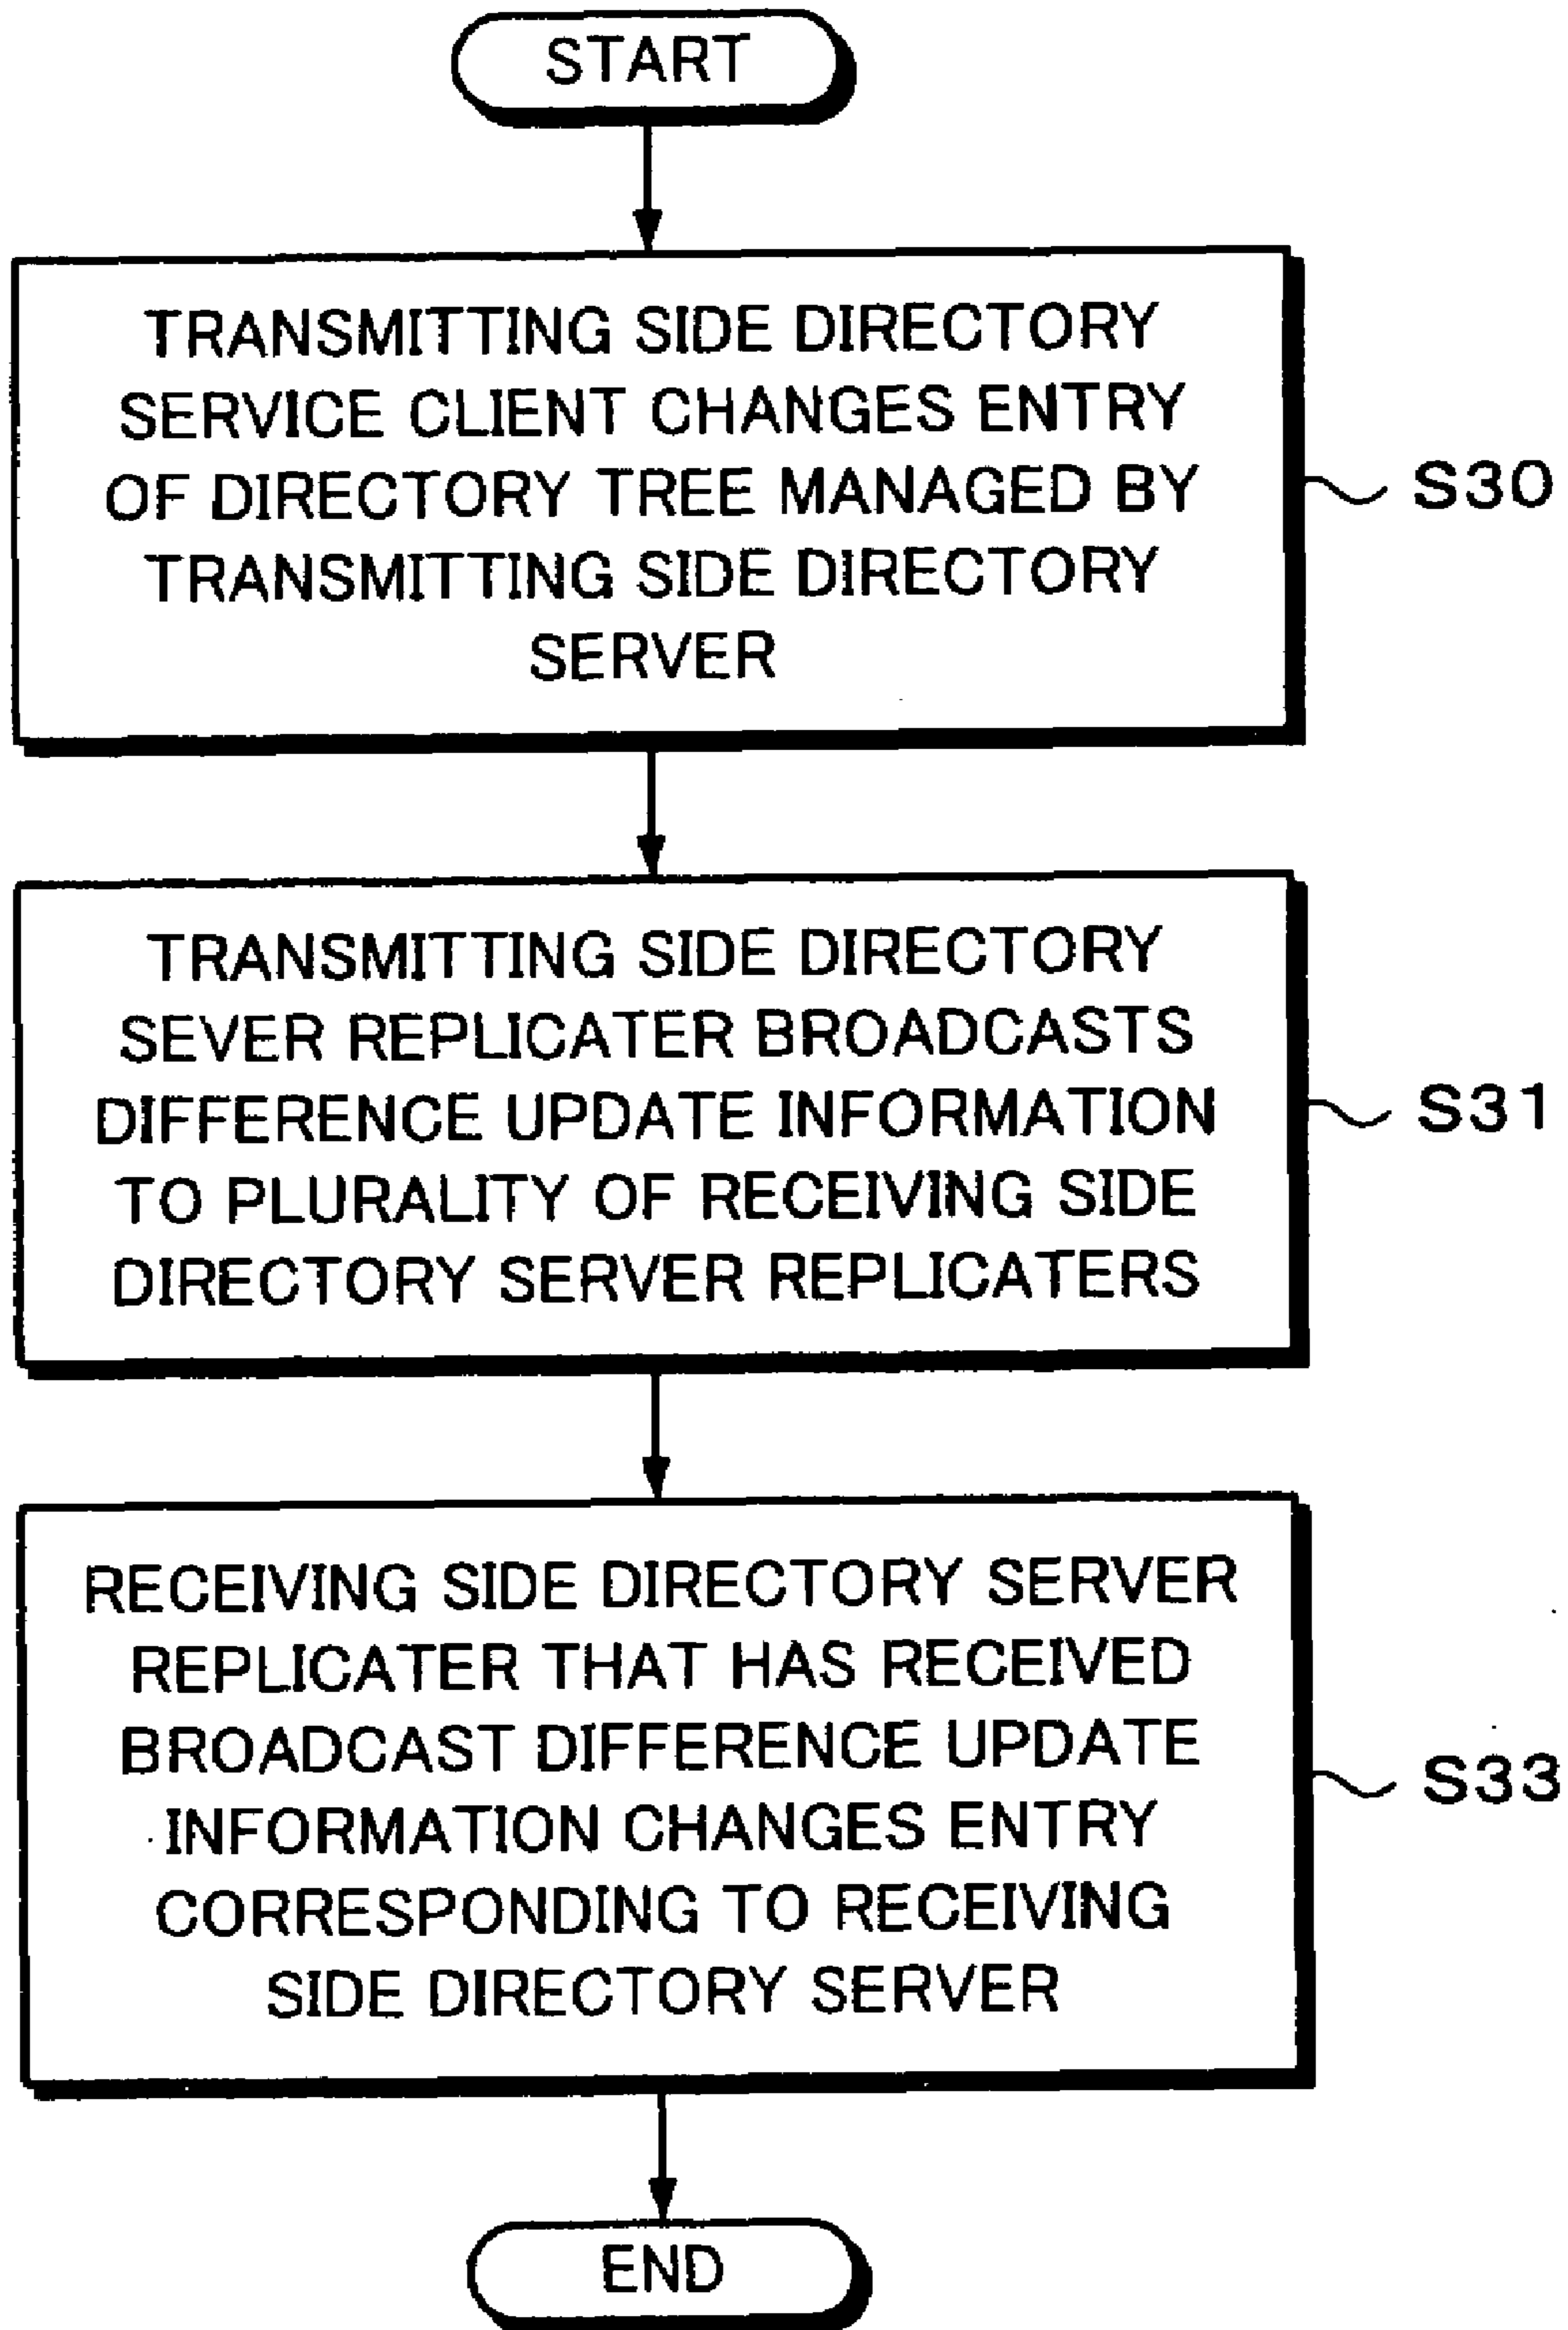 START
TRANSMITTING SIDE DIRECTORY
SERVICE CLIENT CHANGES ENTRY
OF DIRECTORY TREE MANAGED BY
TRANSMITTING SIDE DIRECTORY
SERVER
S30
TRANSMITTING SIDE DIRECTORY
SEVER REPLICATER BROADCASTS
DIFFERENCE UPDATE INFORMATION
TO PLURALITY OF RECEIVING SIDE
DIRECTORY SERVER REPLICATERS
S31
RECEIVING SIDE DIRECTORY SERVER
REPLICATER THAT HAS RECEIVED
BROADCAST DIFFERENCE UPDATE
INFORMATION CHANGES ENTRY
CORRESPONDING TO RECEIVING
SIDE DIRECTORY SERVER
S33
END